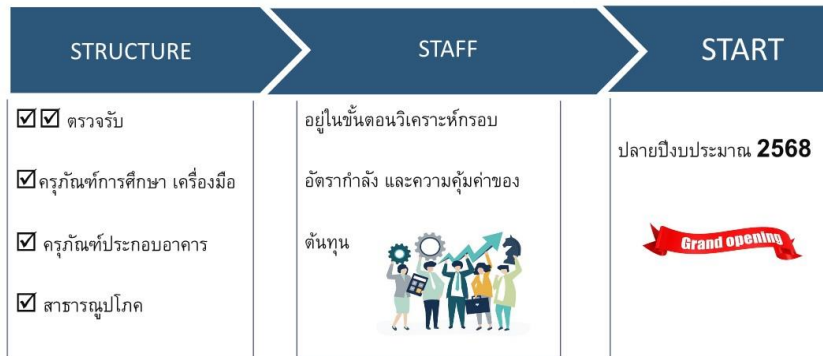 STRUCTURE
STAFF
START
☑☑ ตรวจรับ
☑ครุภัณฑ์การศึกษา เครื่องมือ
☑ ครุภัณฑ์ประกอบอาคาร
☑ สาธารณูปโภค
อยู่ในขั้นตอนวิเคราะห์กรอบ
อัตรากำลัง และความคุ้มค่าของ
ต้นทุน
ปลายปีงบประมาณ 2568
Grand opening